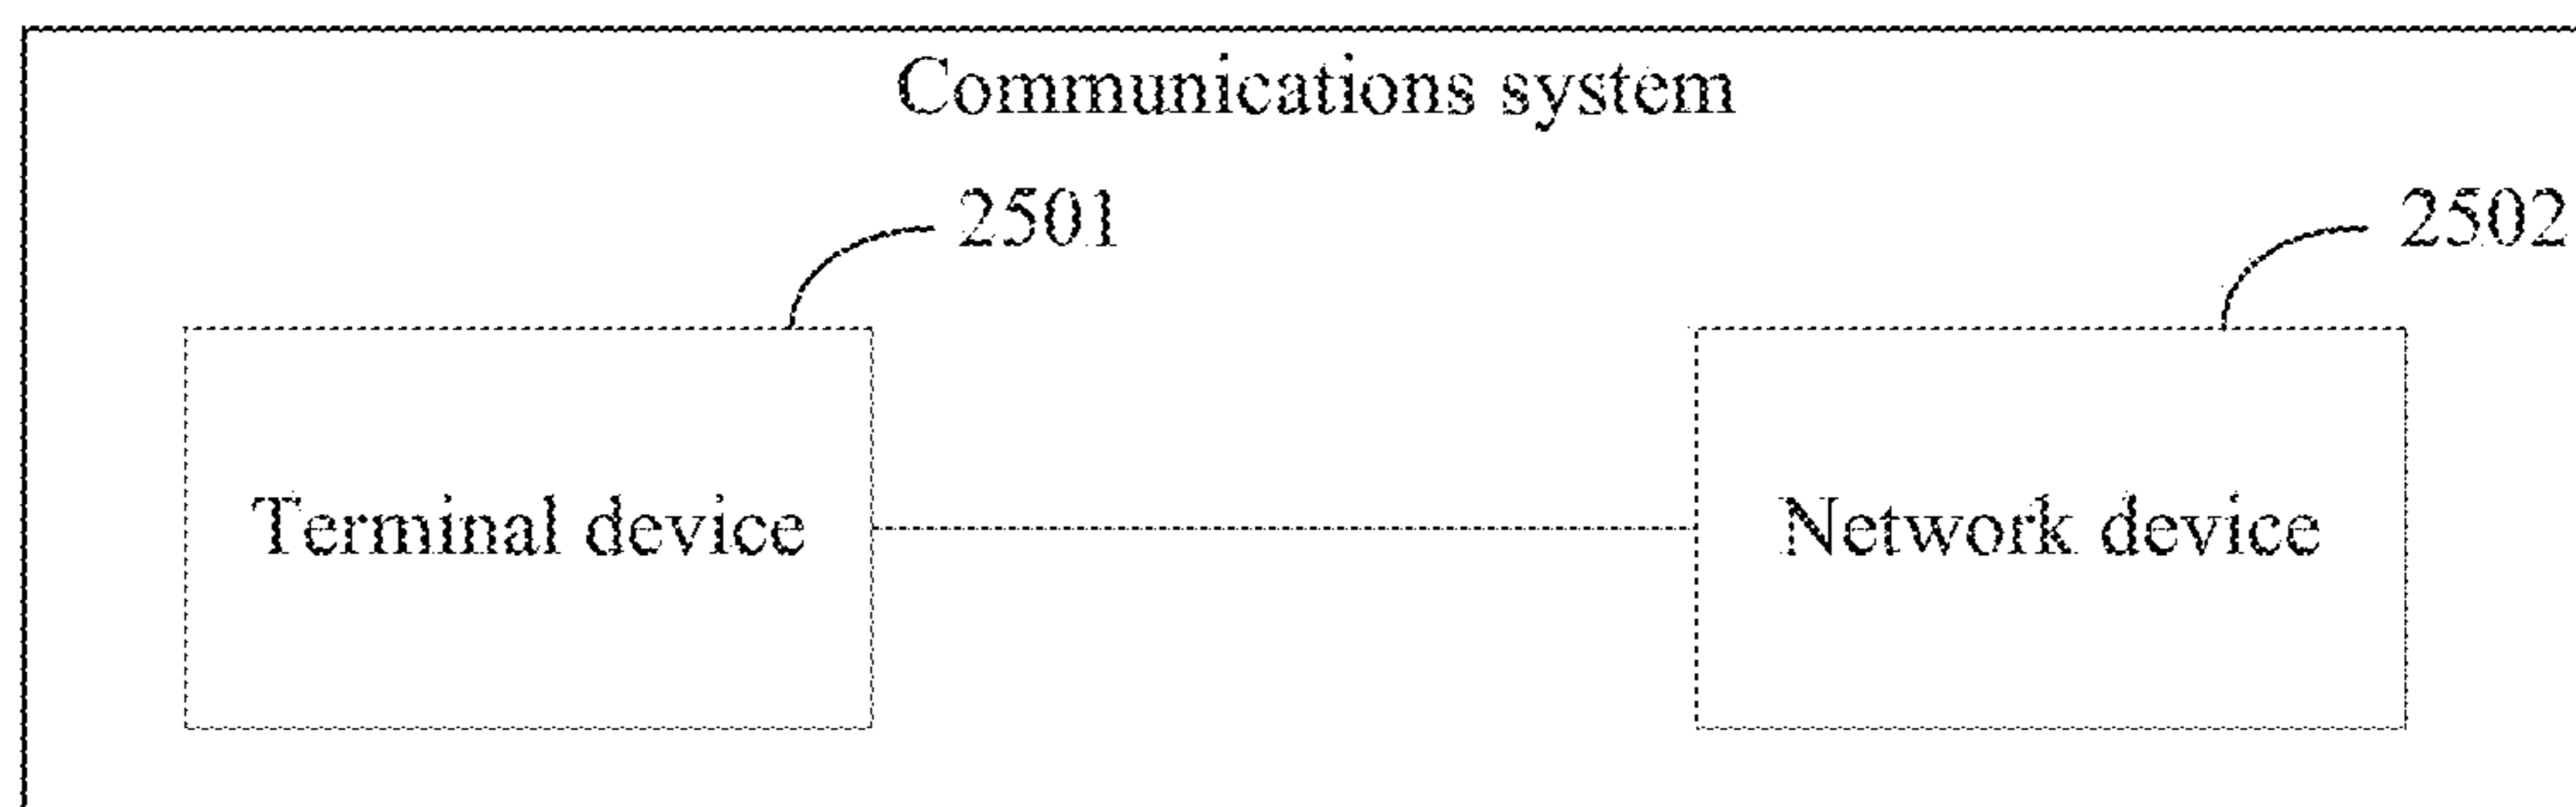 Communications system
2501
2502
Terminal device
Network device